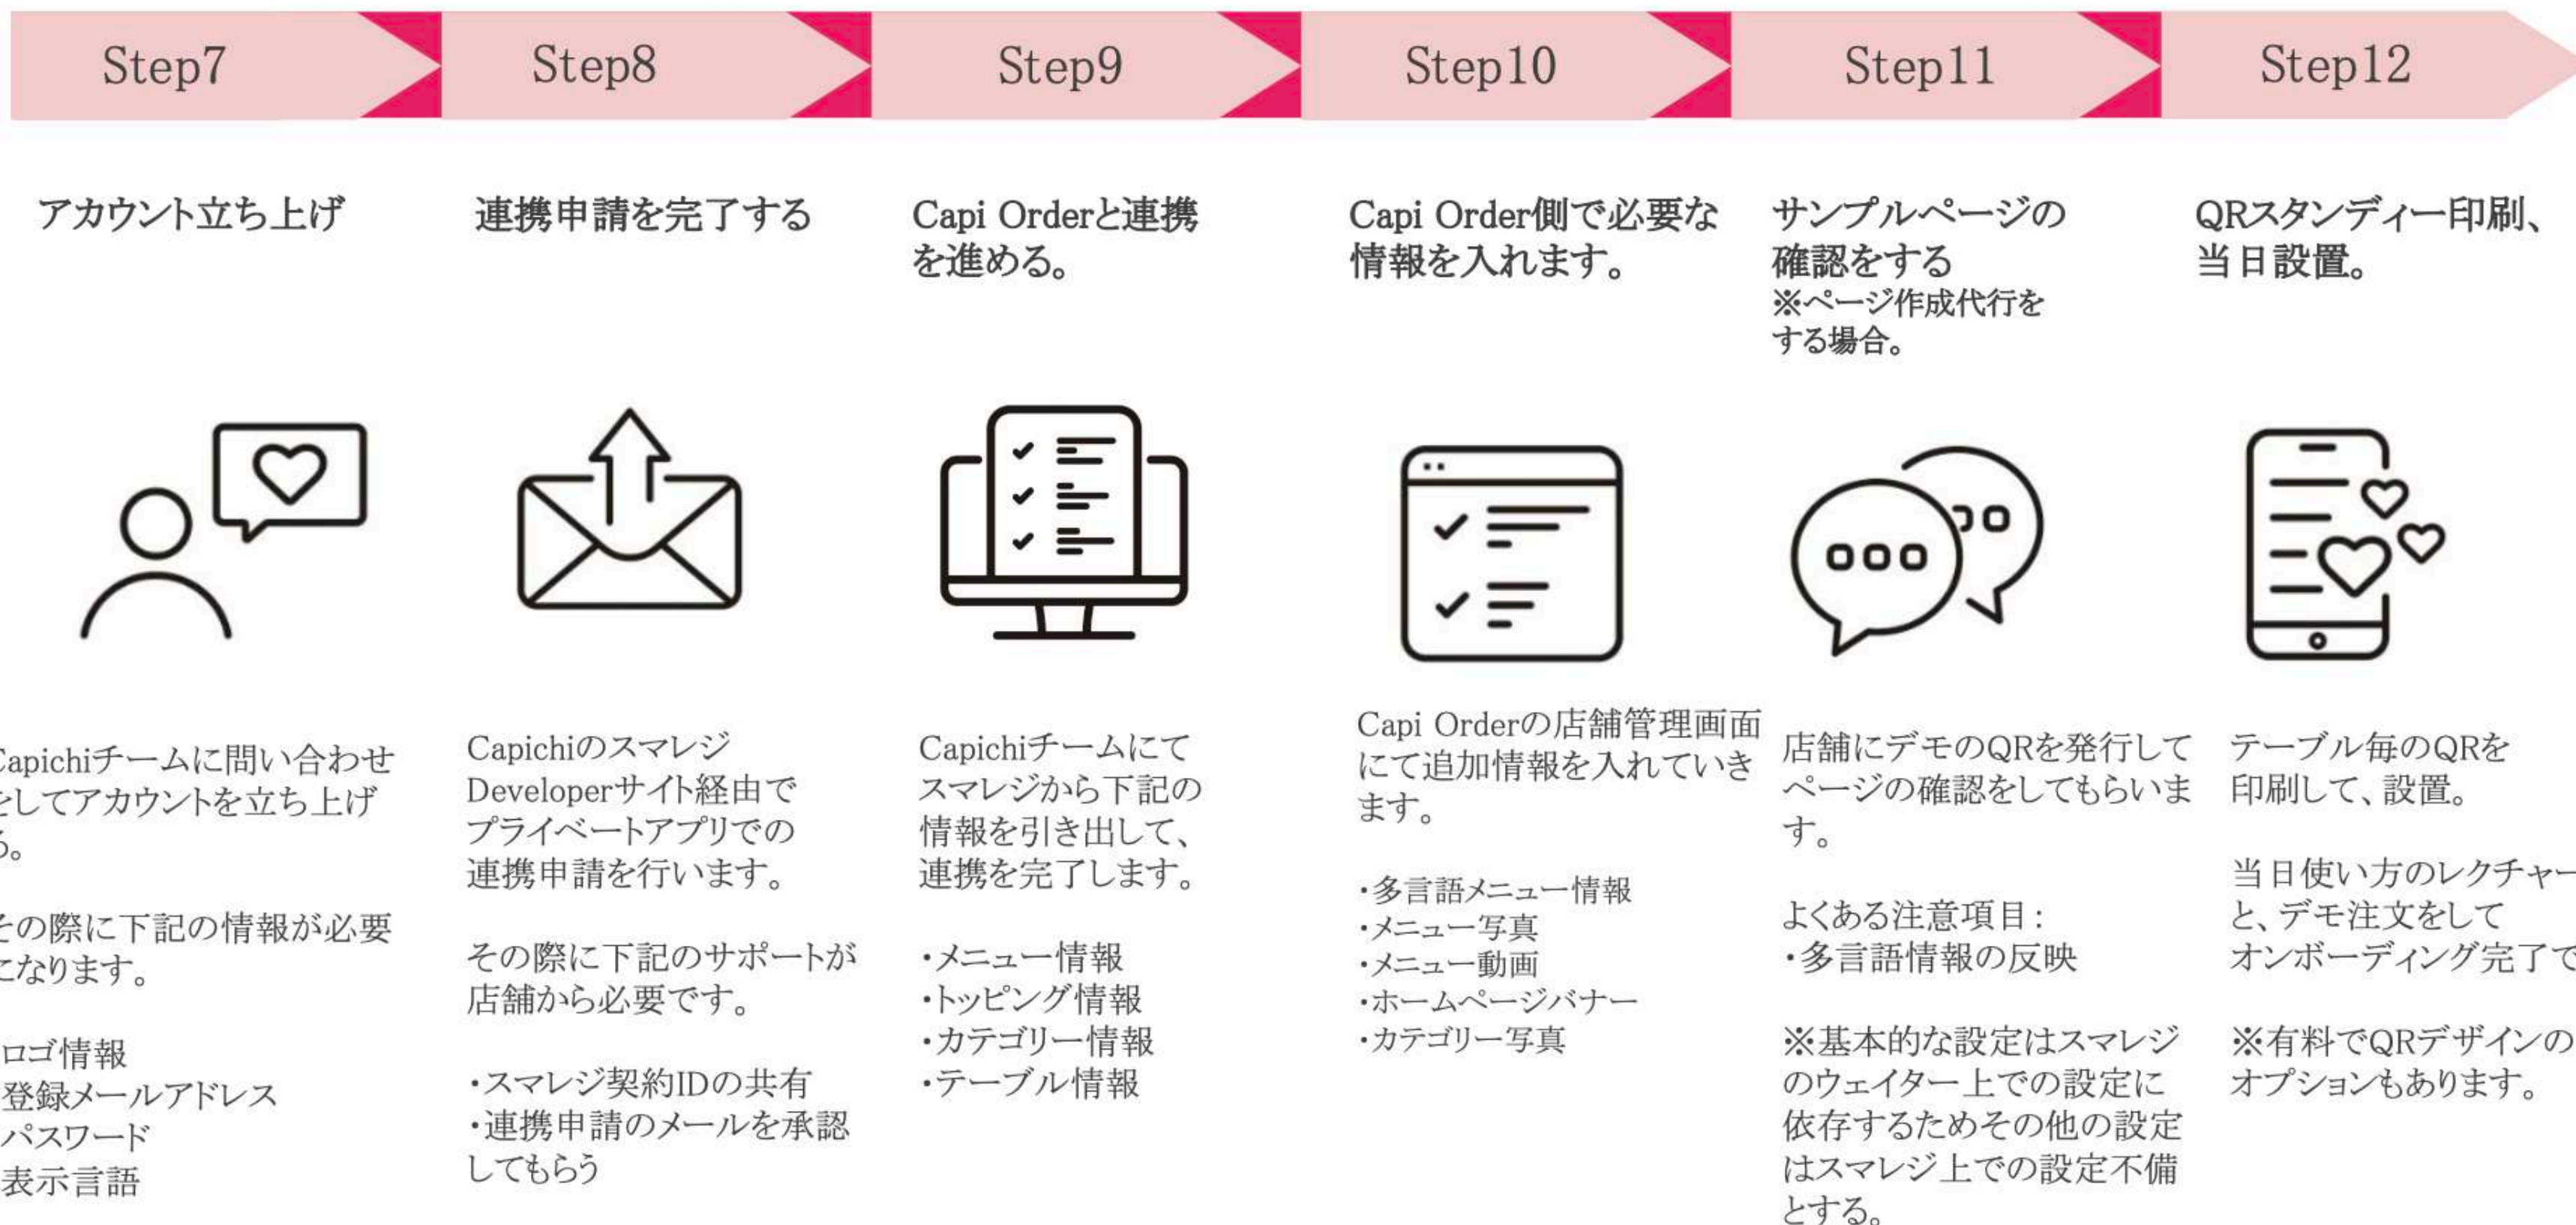 Step7
Step8
Step9
Step10
Step11
Step12
アカウント立ち上げ
連携申請を完了する
Capi Orderと連携
を進める。
Capi Order側で必要な
情報を入れます。
サンプルページの
確認をする
※ページ作成代行を
する場合。
QRスタンディー印刷、
当日設置。
Capichiチームに問い合わせ
をしてアカウントを立ち上げ
る。
その際に下記の情報が必要
になります。
ロゴ情報
登録メールアドレス
パスワード
表示言語
Capichiのスマレジ
Developerサイト経由で
プライベートアプリでの
連携申請を行います。
その際に下記のサポートが
店舗から必要です。
・スマレジ契約IDの共有
・連携申請のメールを承認
してもらう
Capichiチームにて
スマレジから下記の
情報を引き出して、
連携を完了します。
・メニュー情報
・トッピング情報
・カテゴリー情報
・テーブル情報
Capi Orderの店舗管理画面
にて追加情報を入れていき
ます。
・多言語メニュー情報
・メニュー写真
・メニュー動画
・ホームページバナー
・カテゴリー写真
店舗にデモのQRを発行して
ページの確認をしてもらいま
す。
よくある注意項目：
・多言語情報の反映
※基本的な設定はスマレジ
のウェイター上での設定に
依存するためその他の設定
はスマレジ上での設定不備
とする。
テーブル毎のQRを
印刷して、設置。
当日使い方のレクチャー
と、デモ注文をして
オンボーディング完了で
※有料でQRデザインの
オプションもあります。